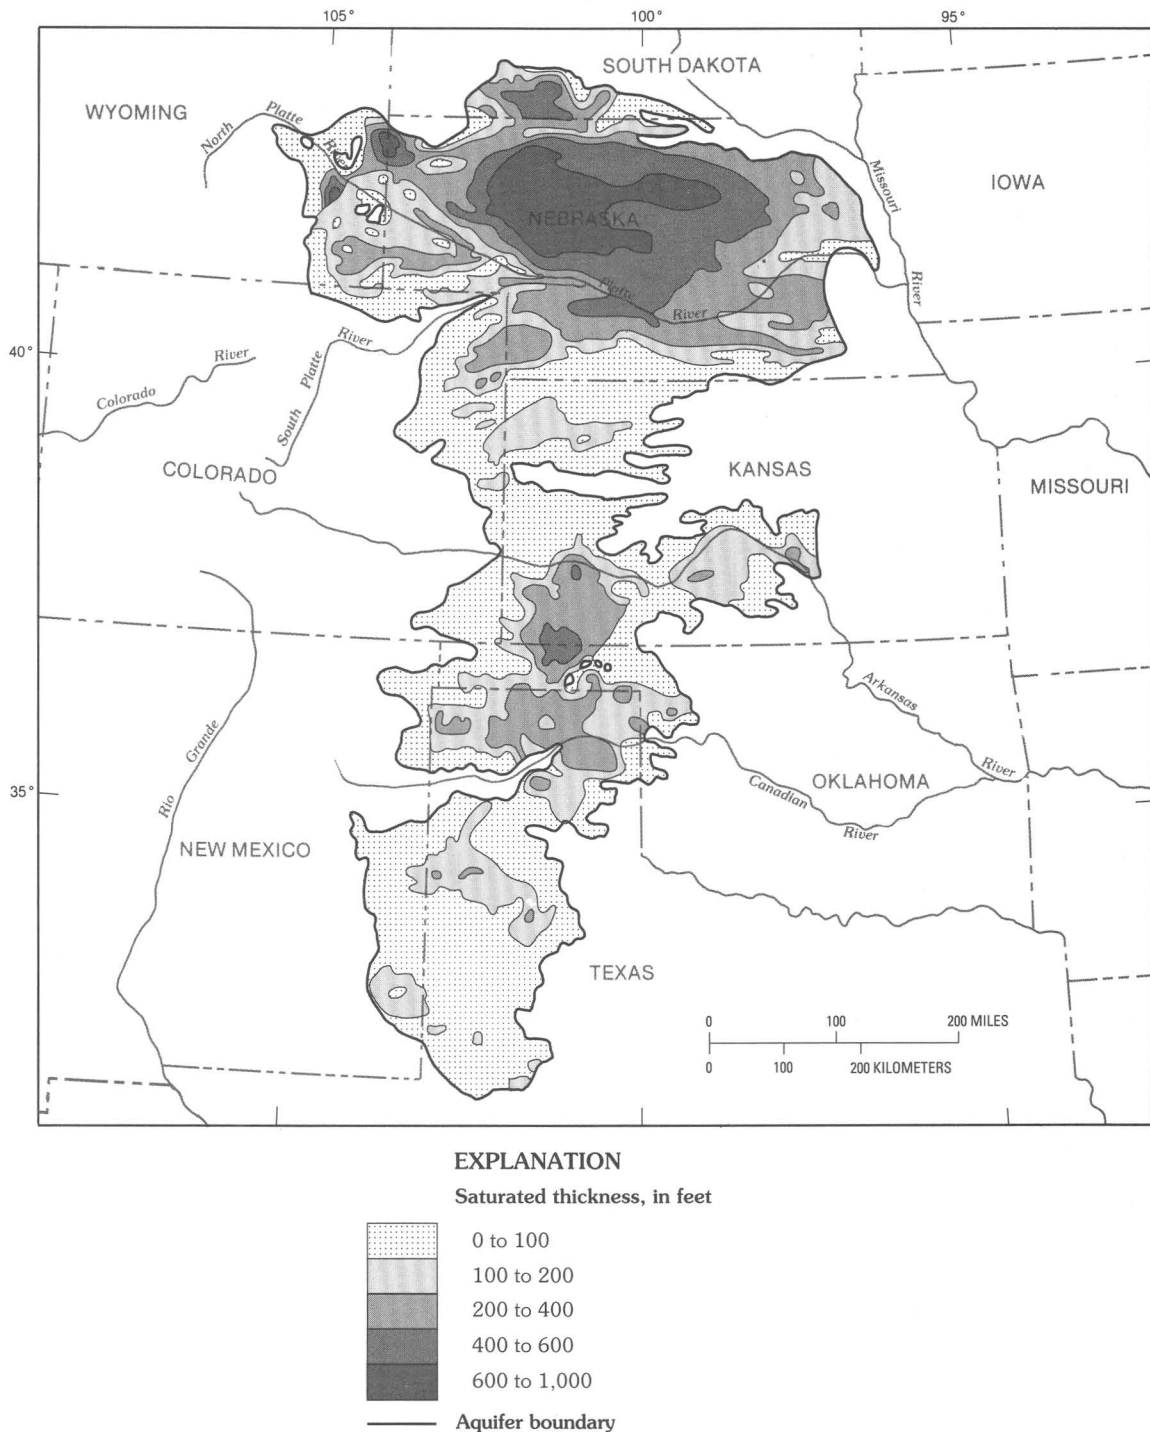 105°
100°
95°
SOUTH DAKOTA
WYOMING
North
Platte
River
Missouri
River
IOWA
NEBRASKA
Platte
River
40°
South
Platte
River
Colorado
River
COLORADO
KANSAS
MISSOURI
Arkansas
River
Rio
Grande
35°
OKLAHOMA
Canadian
River
NEW MEXICO
TEXAS
0 100 200 MILES
0 100 200 KILOMETERS
EXPLANATION
Saturated thickness, in feet
0 to 100
100 to 200
200 to 400
400 to 600
600 to 1,000
Aquifer boundary